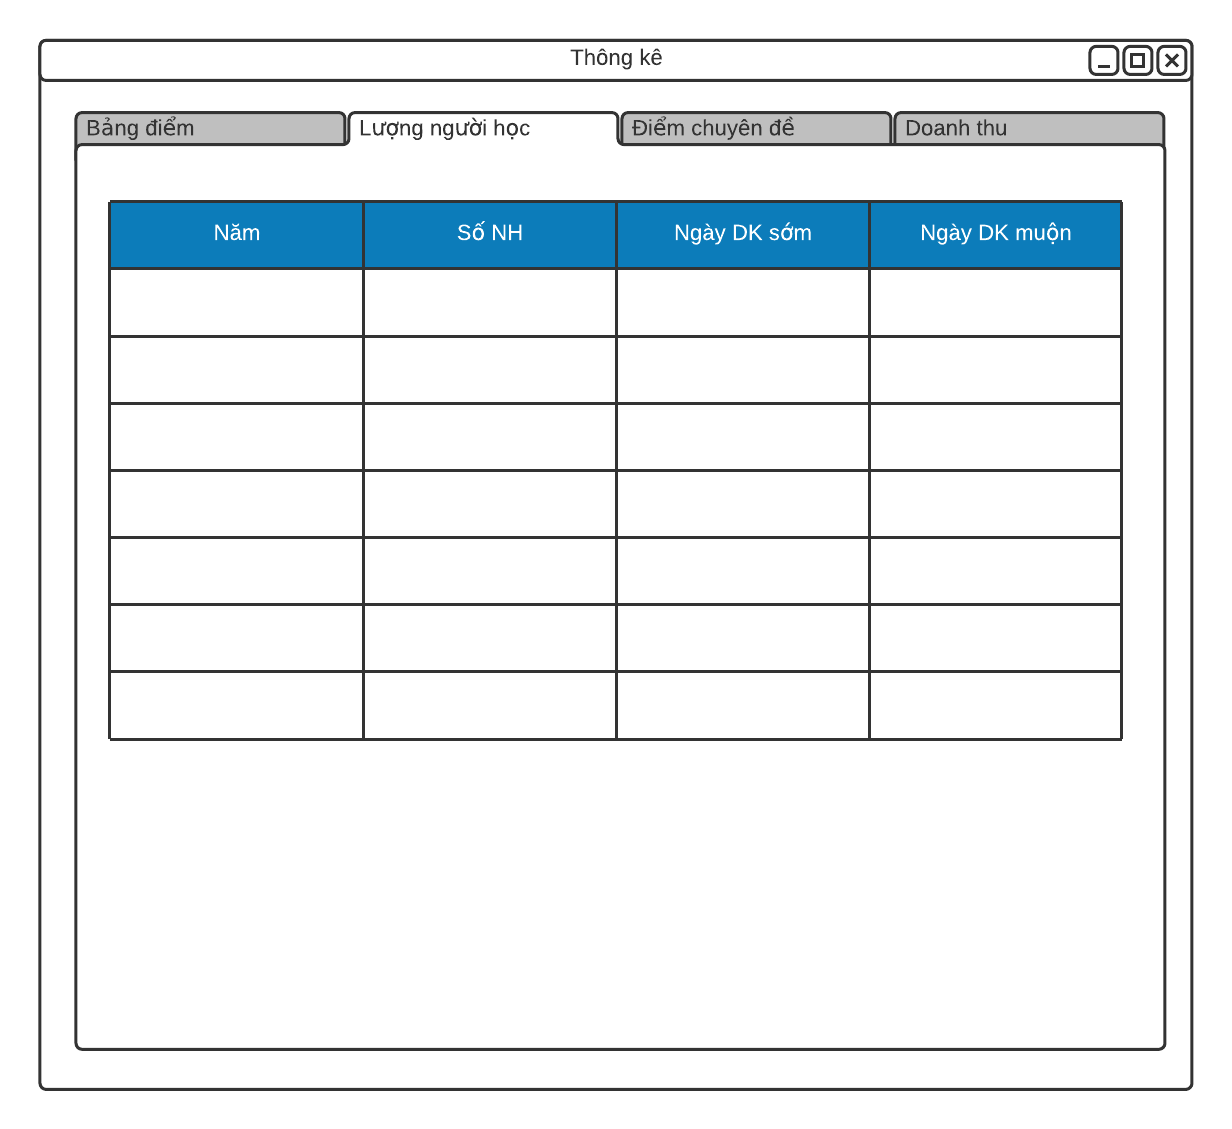 Thông kê
Bảng điểm
Lượng người học
Điểm chuyên đề
Doanh thu
Năm
Số NH
Ngày DK sớm
Ngày DK muộn